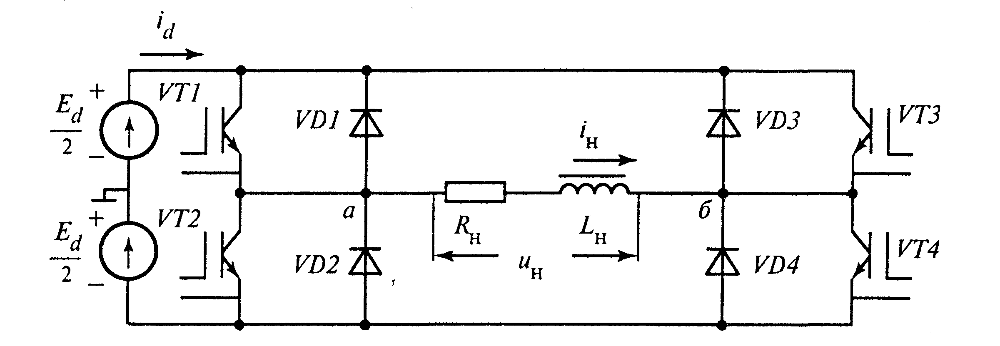 i_d
+
VT1
E_d/2
−
VD1
VD3
VT3
i_н
+
VT2
E_d/2
−
а
б
R_н
L_н
VD2
u_н
VD4
VT4